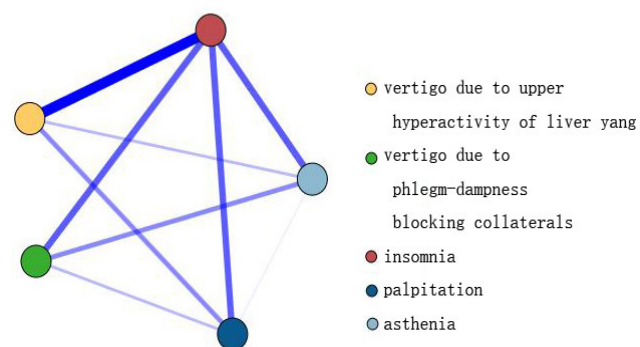 vertigo due to upper
hyperactivity of liver yang
vertigo due to
phlegm-dampness
blocking collaterals
insomnia
palpitation
asthenia